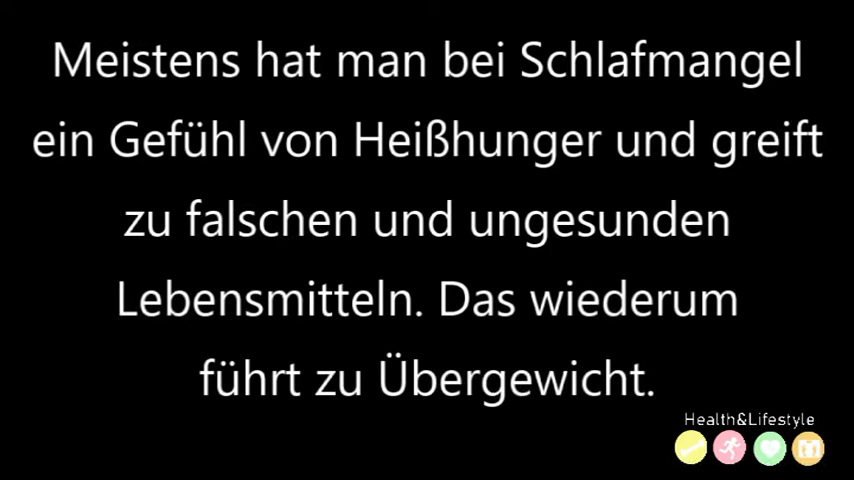 Meistens hat man bei Schlafmangel
ein Gefühl von Heißhunger und greift
zu falschen und ungesunden
Lebensmitteln. Das wiederum
führt zu Übergewicht.
Health&Lifestyle